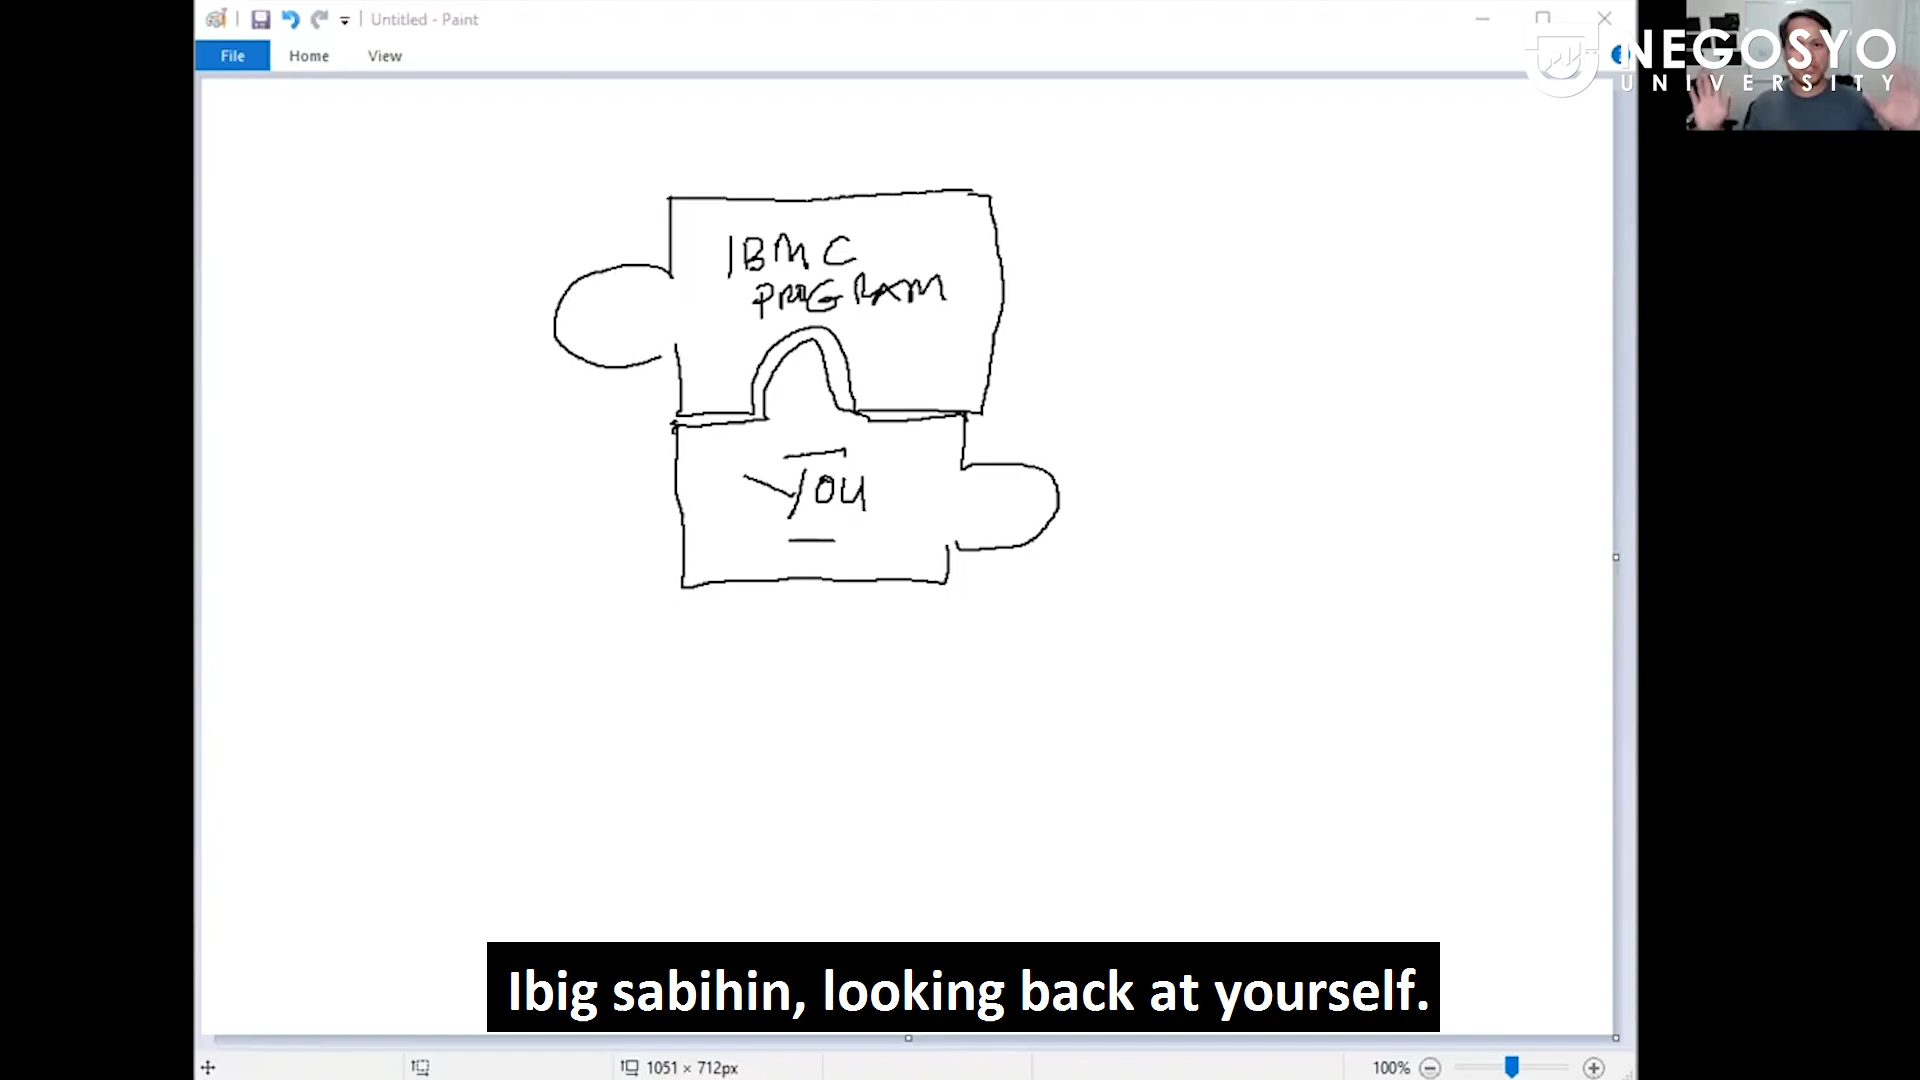 Untitled - Paint
File Home View
NEGOSYO
UNIVERSITY
IBMC
PROGRAM
YOU
Ibig sabihin, looking back at yourself.
1051 × 712px
100%